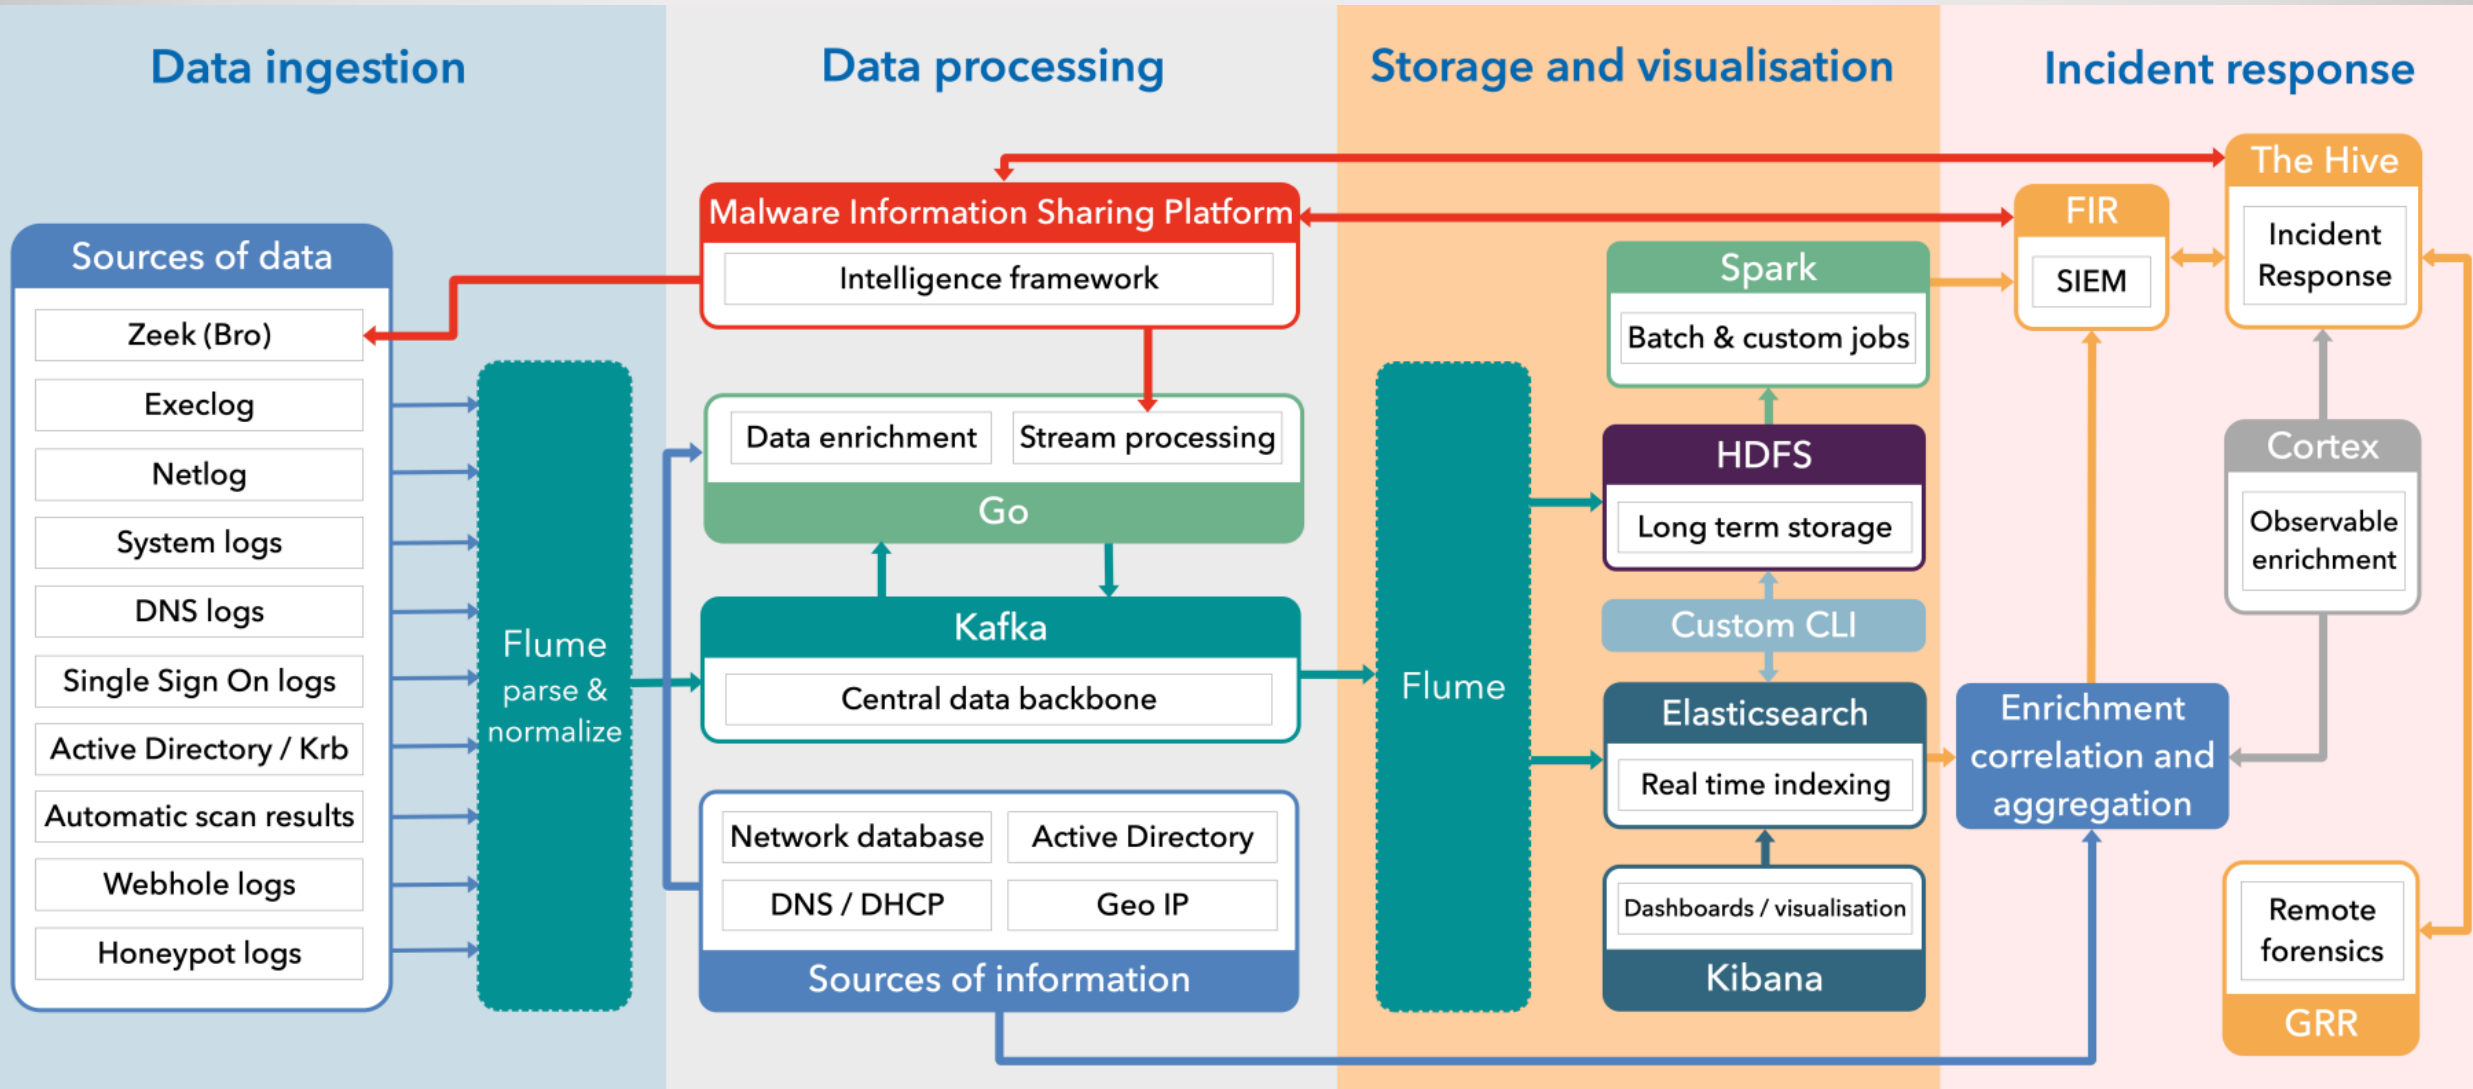 Data ingestion
Data processing
Storage and visualisation
Incident response
Sources of data
Zeek (Bro)
Execlog
Netlog
System logs
DNS logs
Single Sign On logs
Active Directory / Krb
Automatic scan results
Webhole logs
Honeypot logs
Flume
parse &
normalize
Malware Information Sharing Platform
Intelligence framework
Data enrichment
Stream processing
Go
Kafka
Central data backbone
Network database
Active Directory
DNS / DHCP
Geo IP
Sources of information
Flume
Spark
Batch & custom jobs
HDFS
Long term storage
Custom CLI
Elasticsearch
Real time indexing
Dashboards / visualisation
Kibana
FIR
SIEM
The Hive
Incident
Response
Cortex
Observable
enrichment
Enrichment
correlation and
aggregation
Remote
forensics
GRR